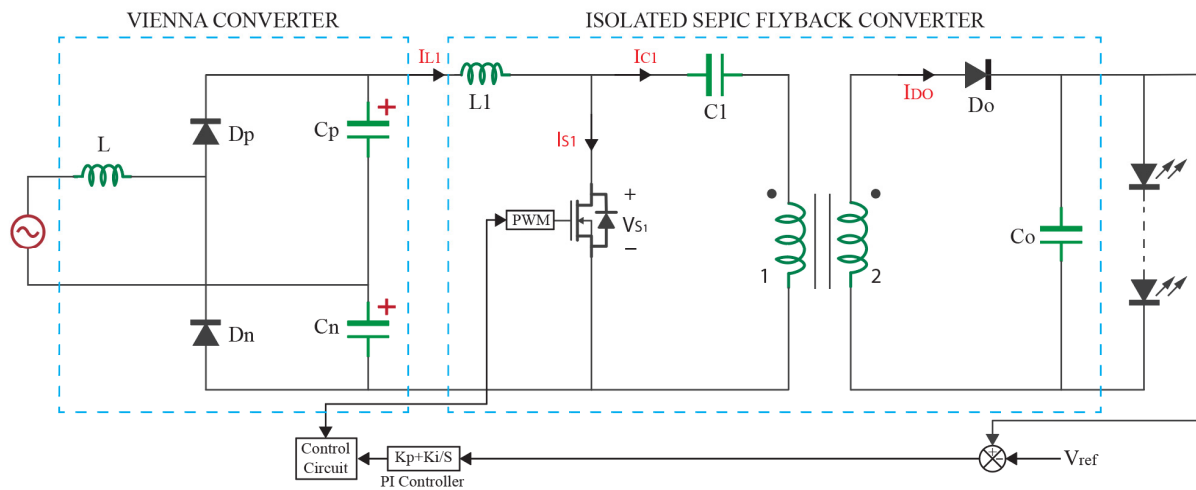 VIENNA CONVERTER
ISOLATED SEPIC FLYBACK CONVERTER
IL1
IC1
L1
C1
IDO
Do
Dp
Cp
+
L
IS1
+
PWM
VS1
−
1
2
Co
+
Dn
Cn
Control
Circuit
Kp+Ki/S
PI Controller
+
−
Vref